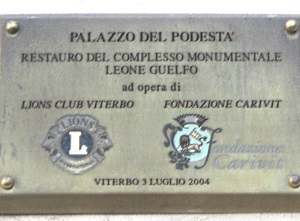 PALAZZO DEL PODESTA'
RESTAURO DEL COMPLESSO MONUMENTALE
LEONE GUELFO
ad opera di
LIONS CLUB VITERBO FONDAZIONE CARIVIT
LIONS
L
INTERNATIONAL
Fondazione
Carivit
VITERBO 3 LUGLIO 2004